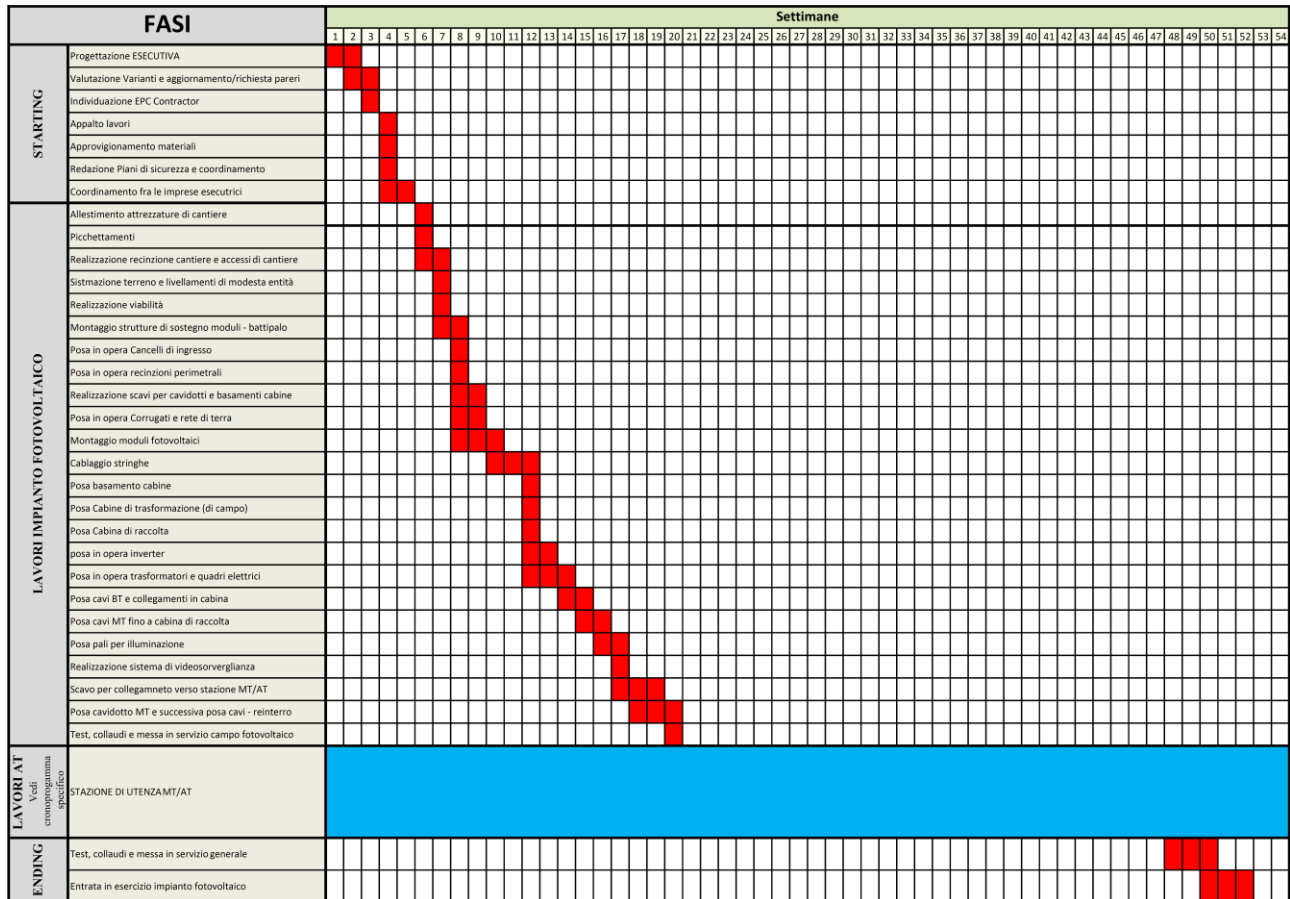 FASI
Settimane
1 2 3 4 5 6 7 8 9 10 11 12 13 14 15 16 17 18 19 20 21 22 23 24 25 26 27 28 29 30 31 32 33 34 35 36 37 38 39 40 41 42 43 44 45 46 47 48 49 50 51 52 53 54
STARTING
Progettazione ESECUTIVA
Valutazione Varianti e aggiornamento/richiesta pareri
Individuazione EPC Contractor
Appalto lavori
Approvigionamento materiali
Redazione Piani di sicurezza e coordinamento
Coordinamento fra le imprese esecutrici
LAVORI IMPIANTO FOTOVOLTAICO
Allestimento attrezzature di cantiere
Picchettamenti
Realizzazione recinzione cantiere e accessi di cantiere
Sistmazione terreno e livellamenti di modesta entità
Realizzazione viabilità
Montaggio strutture di sostegno moduli - battipalo
Posa in opera Cancelli di ingresso
Posa in opera recinzioni perimetrali
Realizzazione scavi per cavidotti e basamenti cabine
Posa in opera Corrugati e rete di terra
Montaggio moduli fotovoltaici
Cablaggio stringhe
Posa basamento cabine
Posa Cabine di trasformazione (di campo)
Posa Cabina di raccolta
posa in opera inverter
Posa in opera trasformatori e quadri elettrici
Posa cavi BT e collegamenti in cabina
Posa cavi MT fino a cabina di raccolta
Posa pali per illuminazione
Realizzazione sistema di videosorverglianza
Scavo per collegamneto verso stazione MT/AT
Posa cavidotto MT e successiva posa cavi - reinterro
Test, collaudi e messa in servizio campo fotovoltaico
LAVORI AT
Vedi
cronoprogamma
specifico
STAZIONE DI UTENZA MT/AT
ENDING
Test, collaudi e messa in servizio generale
Entrata in esercizio impianto fotovoltaico